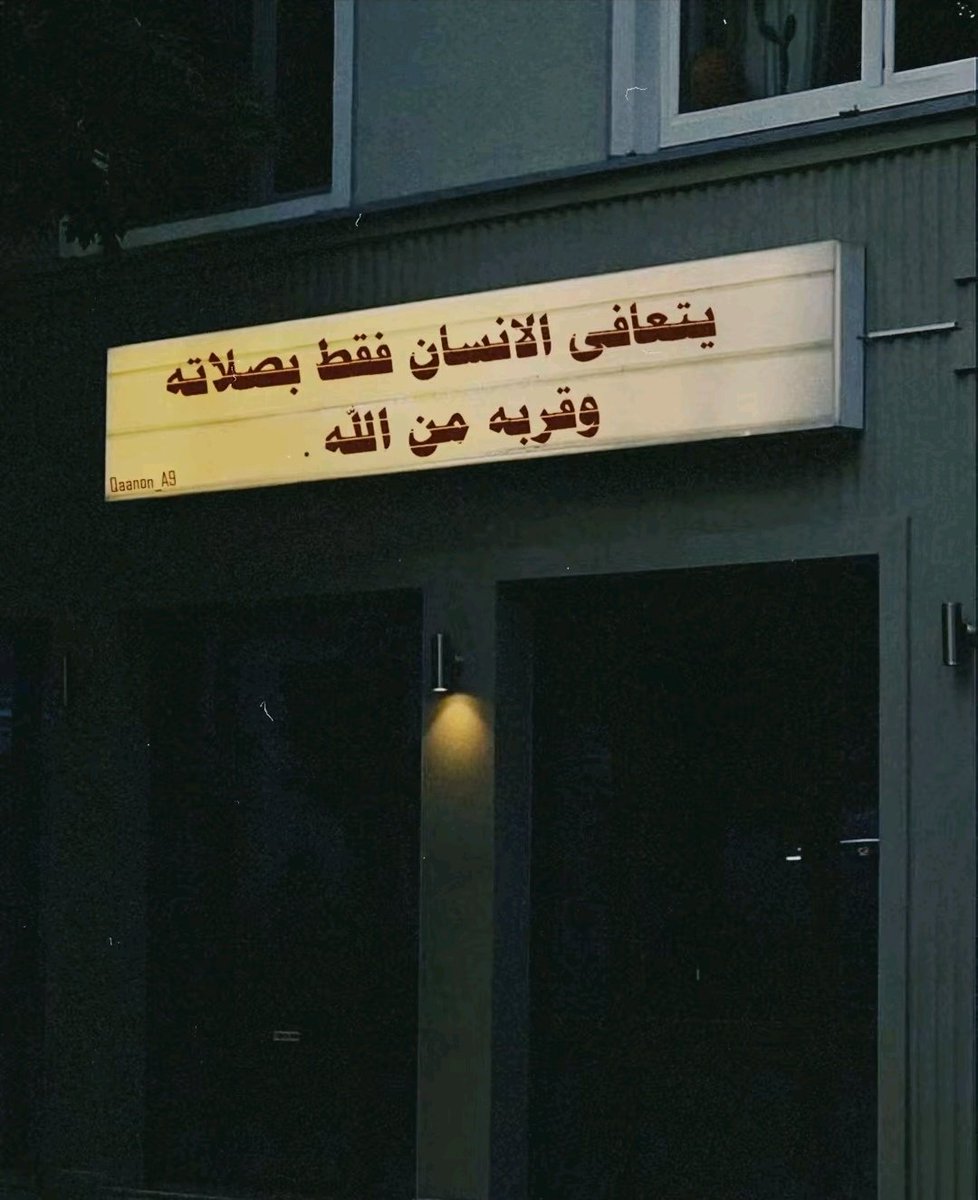 يتعافى الانسان فقط بصلاته
وقربه من الله .
Qaanon_A9